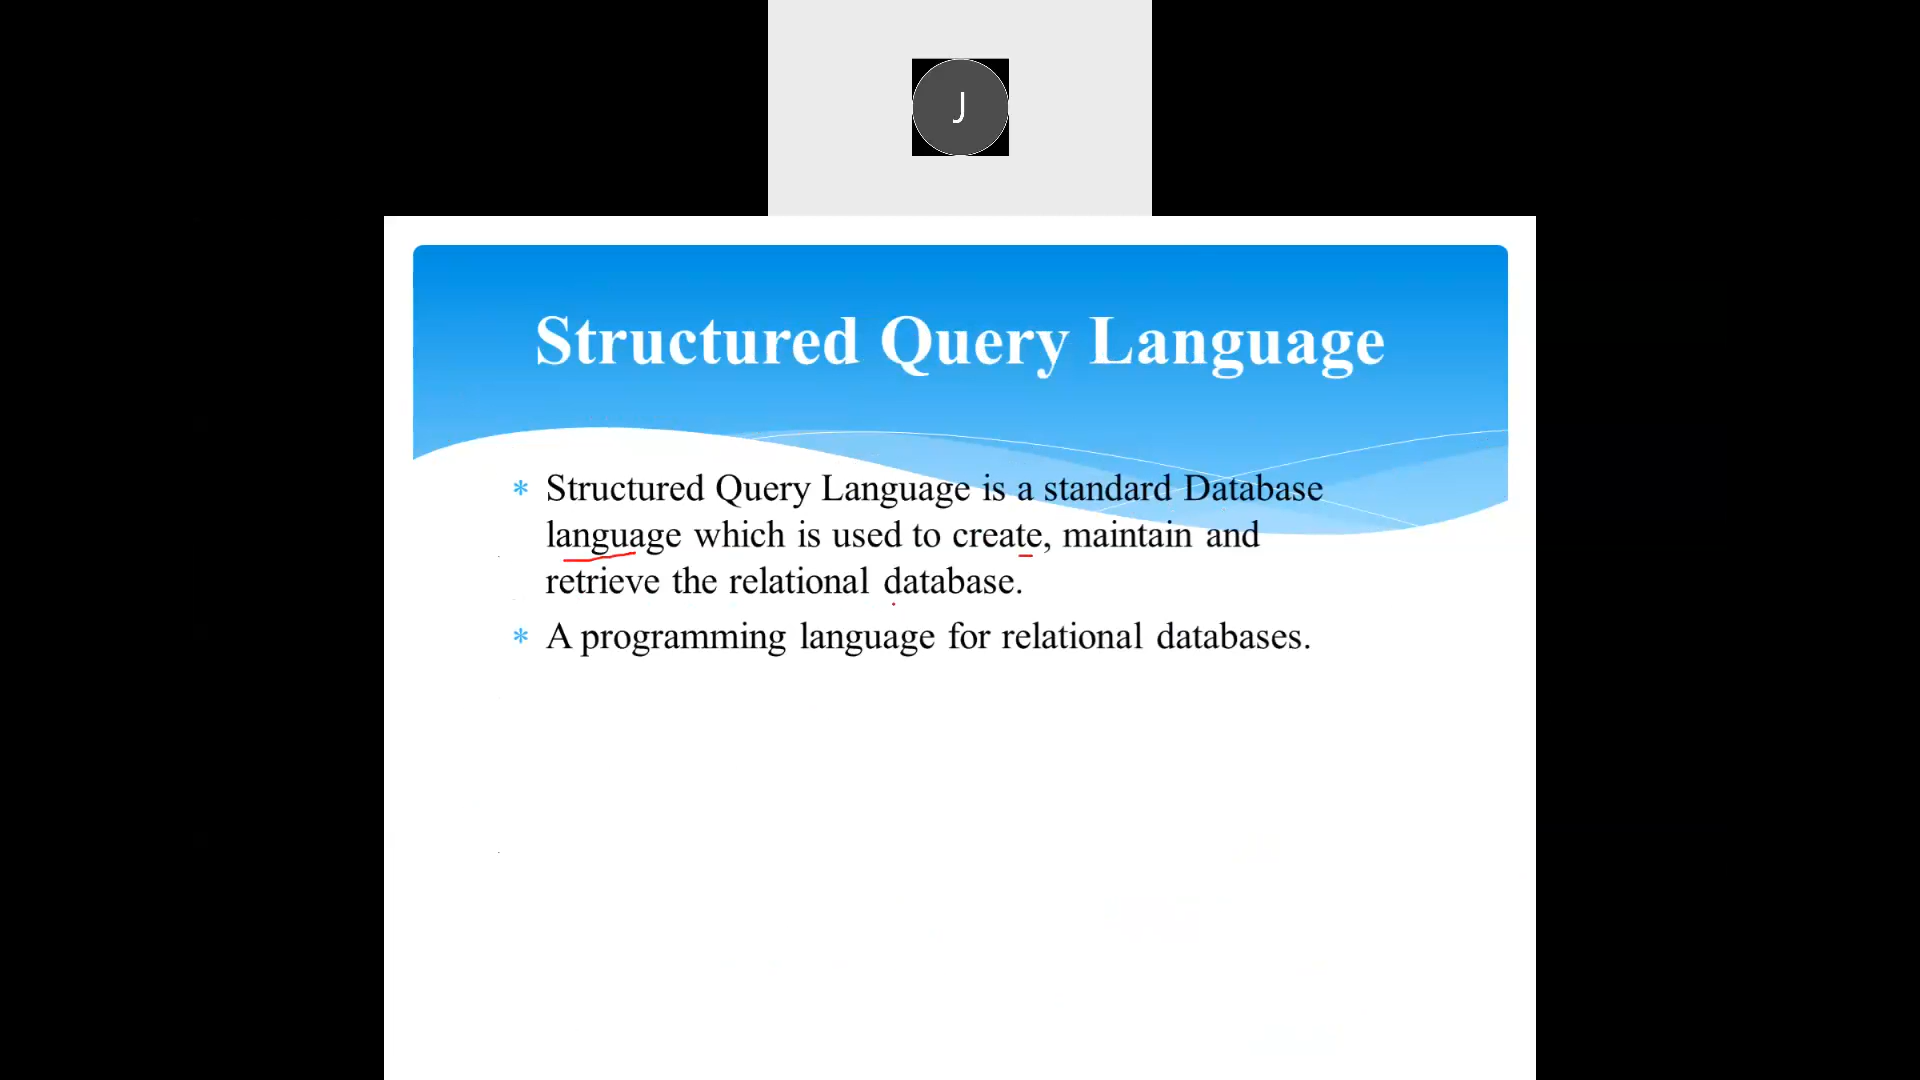 J
Structured Query Language
* Structured Query Language is a standard Database
language which is used to create, maintain and
retrieve the relational database.
* A programming language for relational databases.